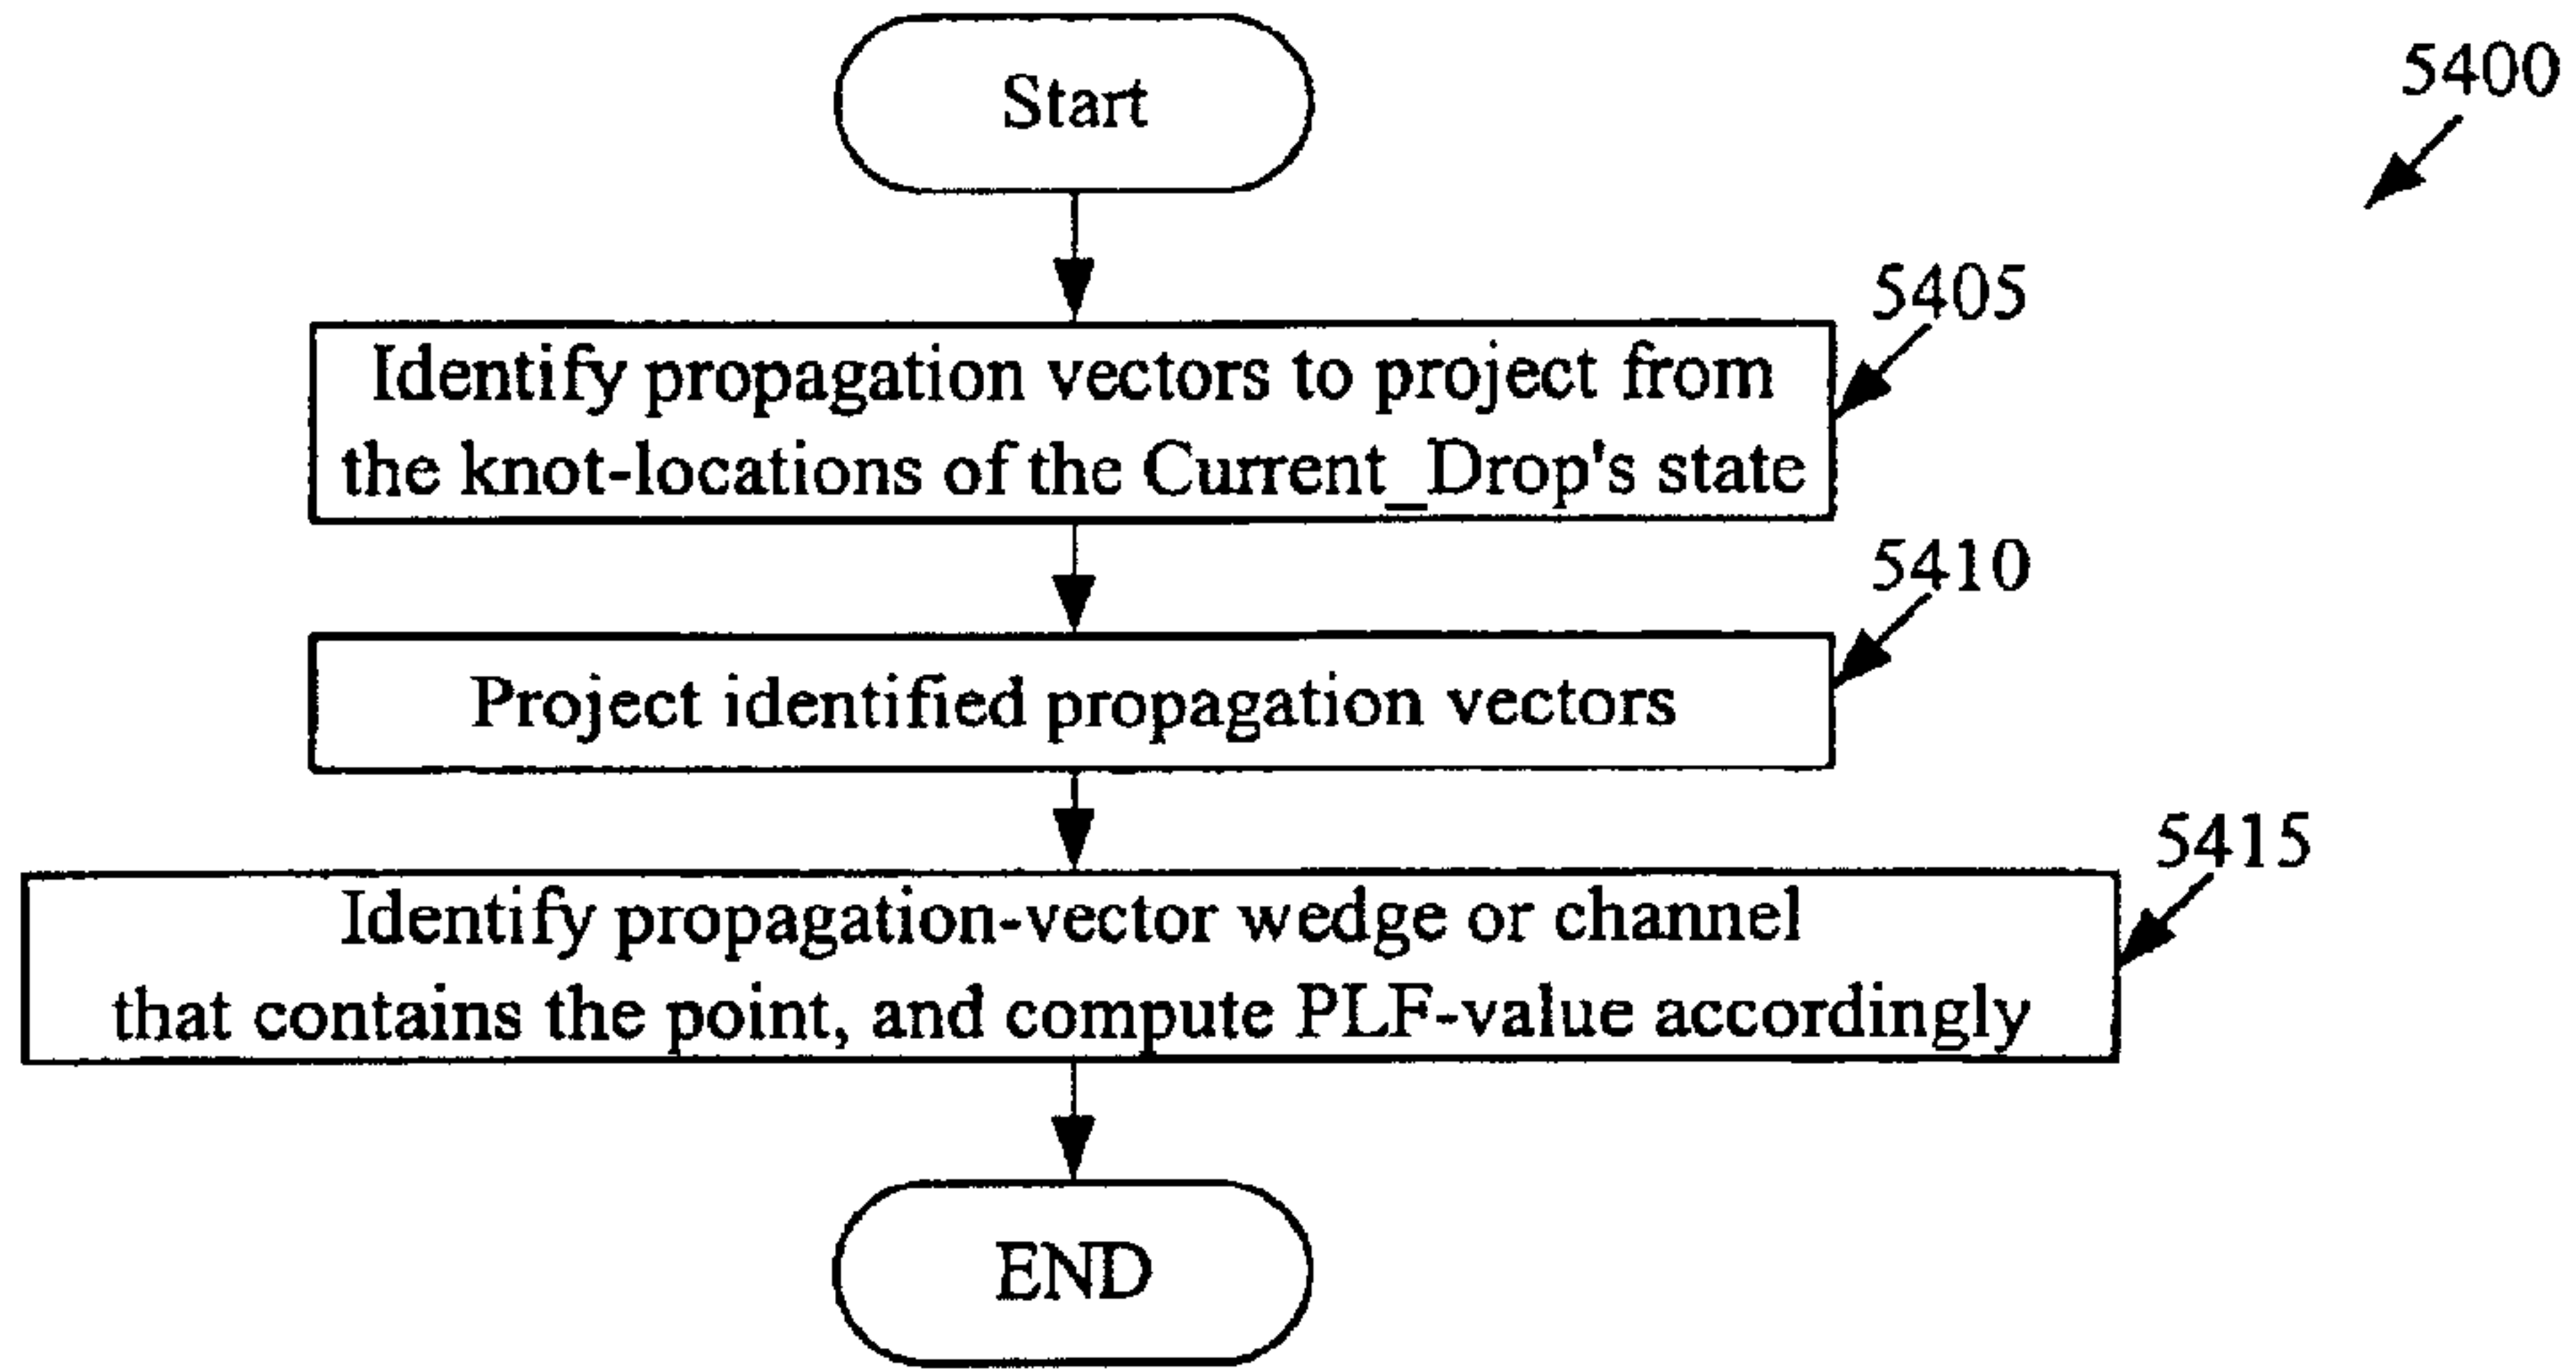 Start
5400
5405
Identify propagation vectors to project from
the knot-locations of the Current_Drop's state
5410
Project identified propagation vectors
5415
Identify propagation-vector wedge or channel
that contains the point, and compute PLF-value accordingly
END